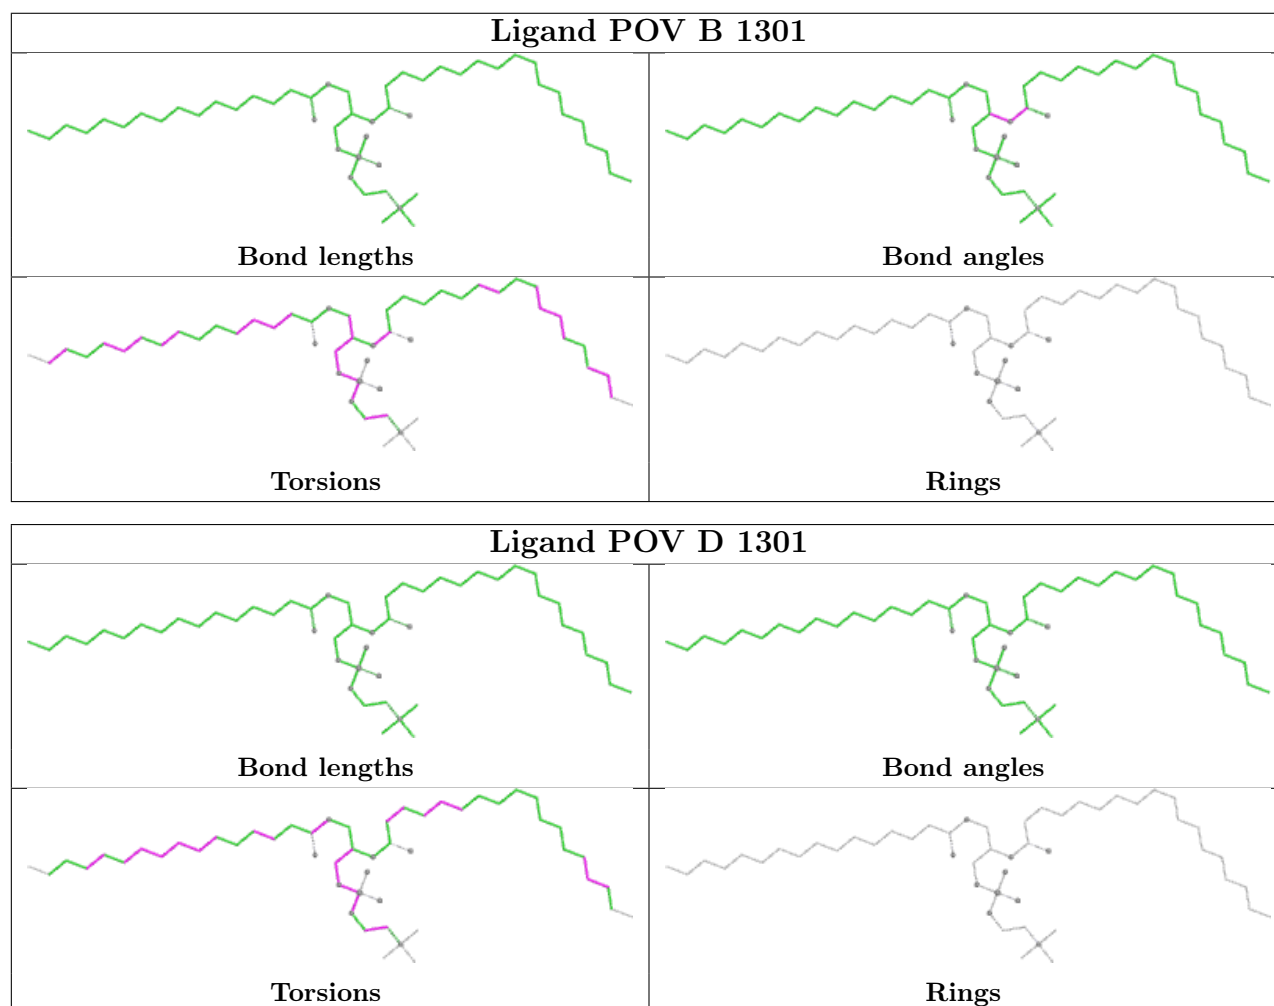 Ligand POV B 1301
Bond lengths
Bond angles
Torsions
Rings
Ligand POV D 1301
Bond lengths
Bond angles
Torsions
Rings